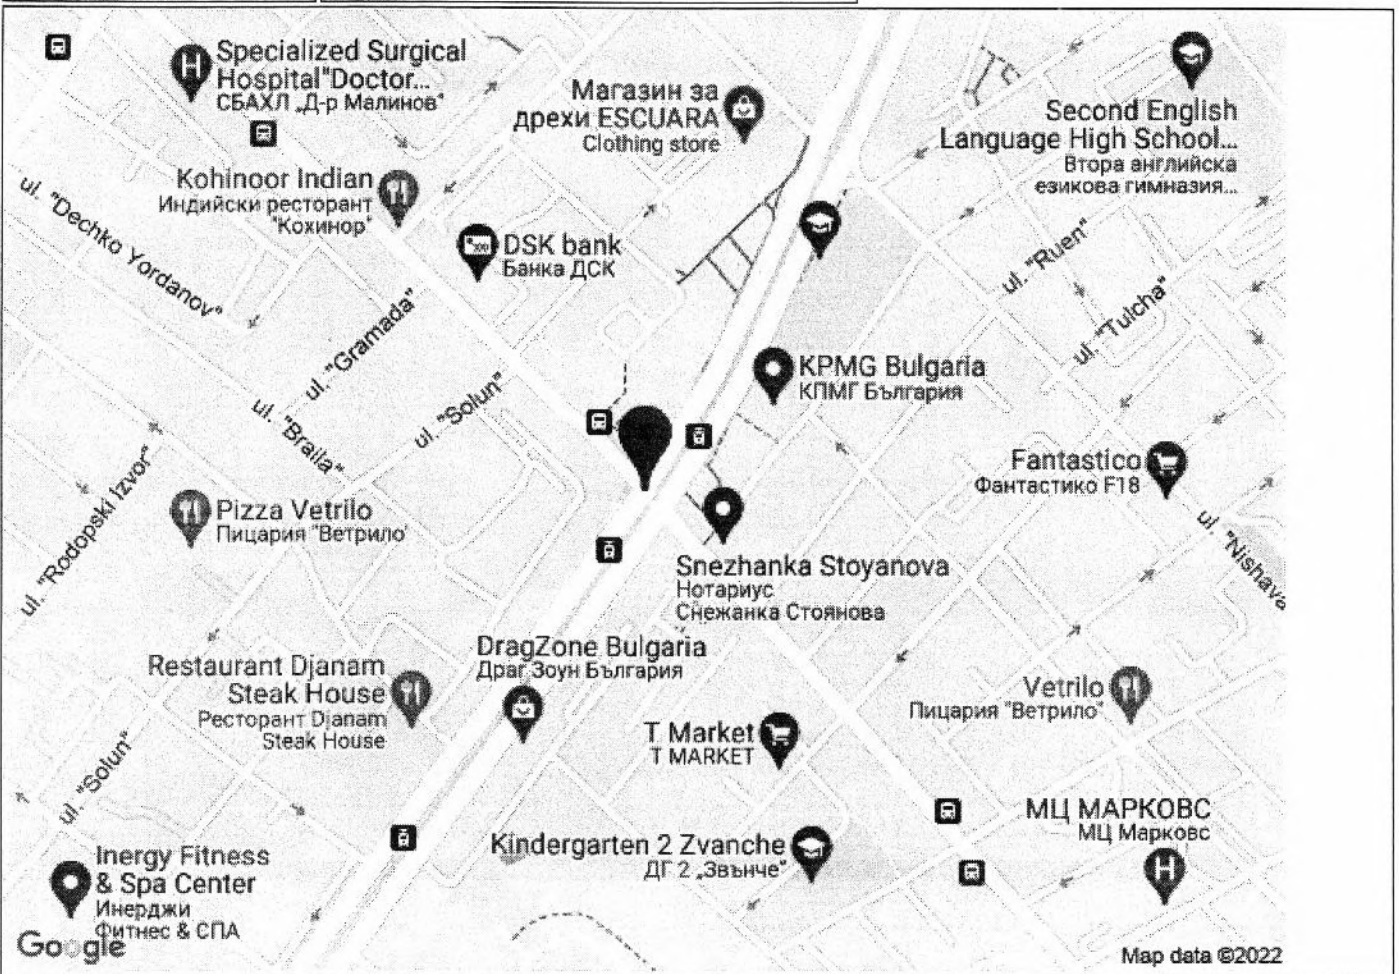 Specialized Surgical
Hospital"Doctor...
СБАХЛ „Д-р Малинов"
Магазин за
дрехи ESCUARA
Clothing store
Second English
Language High School...
Втора английска
езикова гимназия...
Kohinoor Indian
Индийски ресторант
"Кохинор"
ul. "Dechko Yordanov"
DSK bank
Банка ДСК
ul. "Ruen"
ul. "Tulcha"
ul. "Gramada"
KPMG Bulgaria
КПМГ България
ul. "Solun"
ul. "Braila"
ul. "Rodopski Izvor"
Fantastico
Фантастико F18
Pizza Vetrilo
Пицария "Ветрило"
ul. "Nishava
Snezhanka Stoyanova
Нотариус
Снежанка Стоянова
DragZone Bulgaria
Драг Зоун България
Restaurant Djanam
Steak House
Ресторант Djanam
Steak House
Vetrilo
Пицария "Ветрило"
T Market
T MARKET
ul. "Solun"
МЦ МАРКОВС
МЦ Марковс
Kindergarten 2 Zvanche
ДГ 2 „Звънче"
Inergy Fitness
& Spa Center
Инерджи
Фитнес & СПА
Google
Map data ©2022